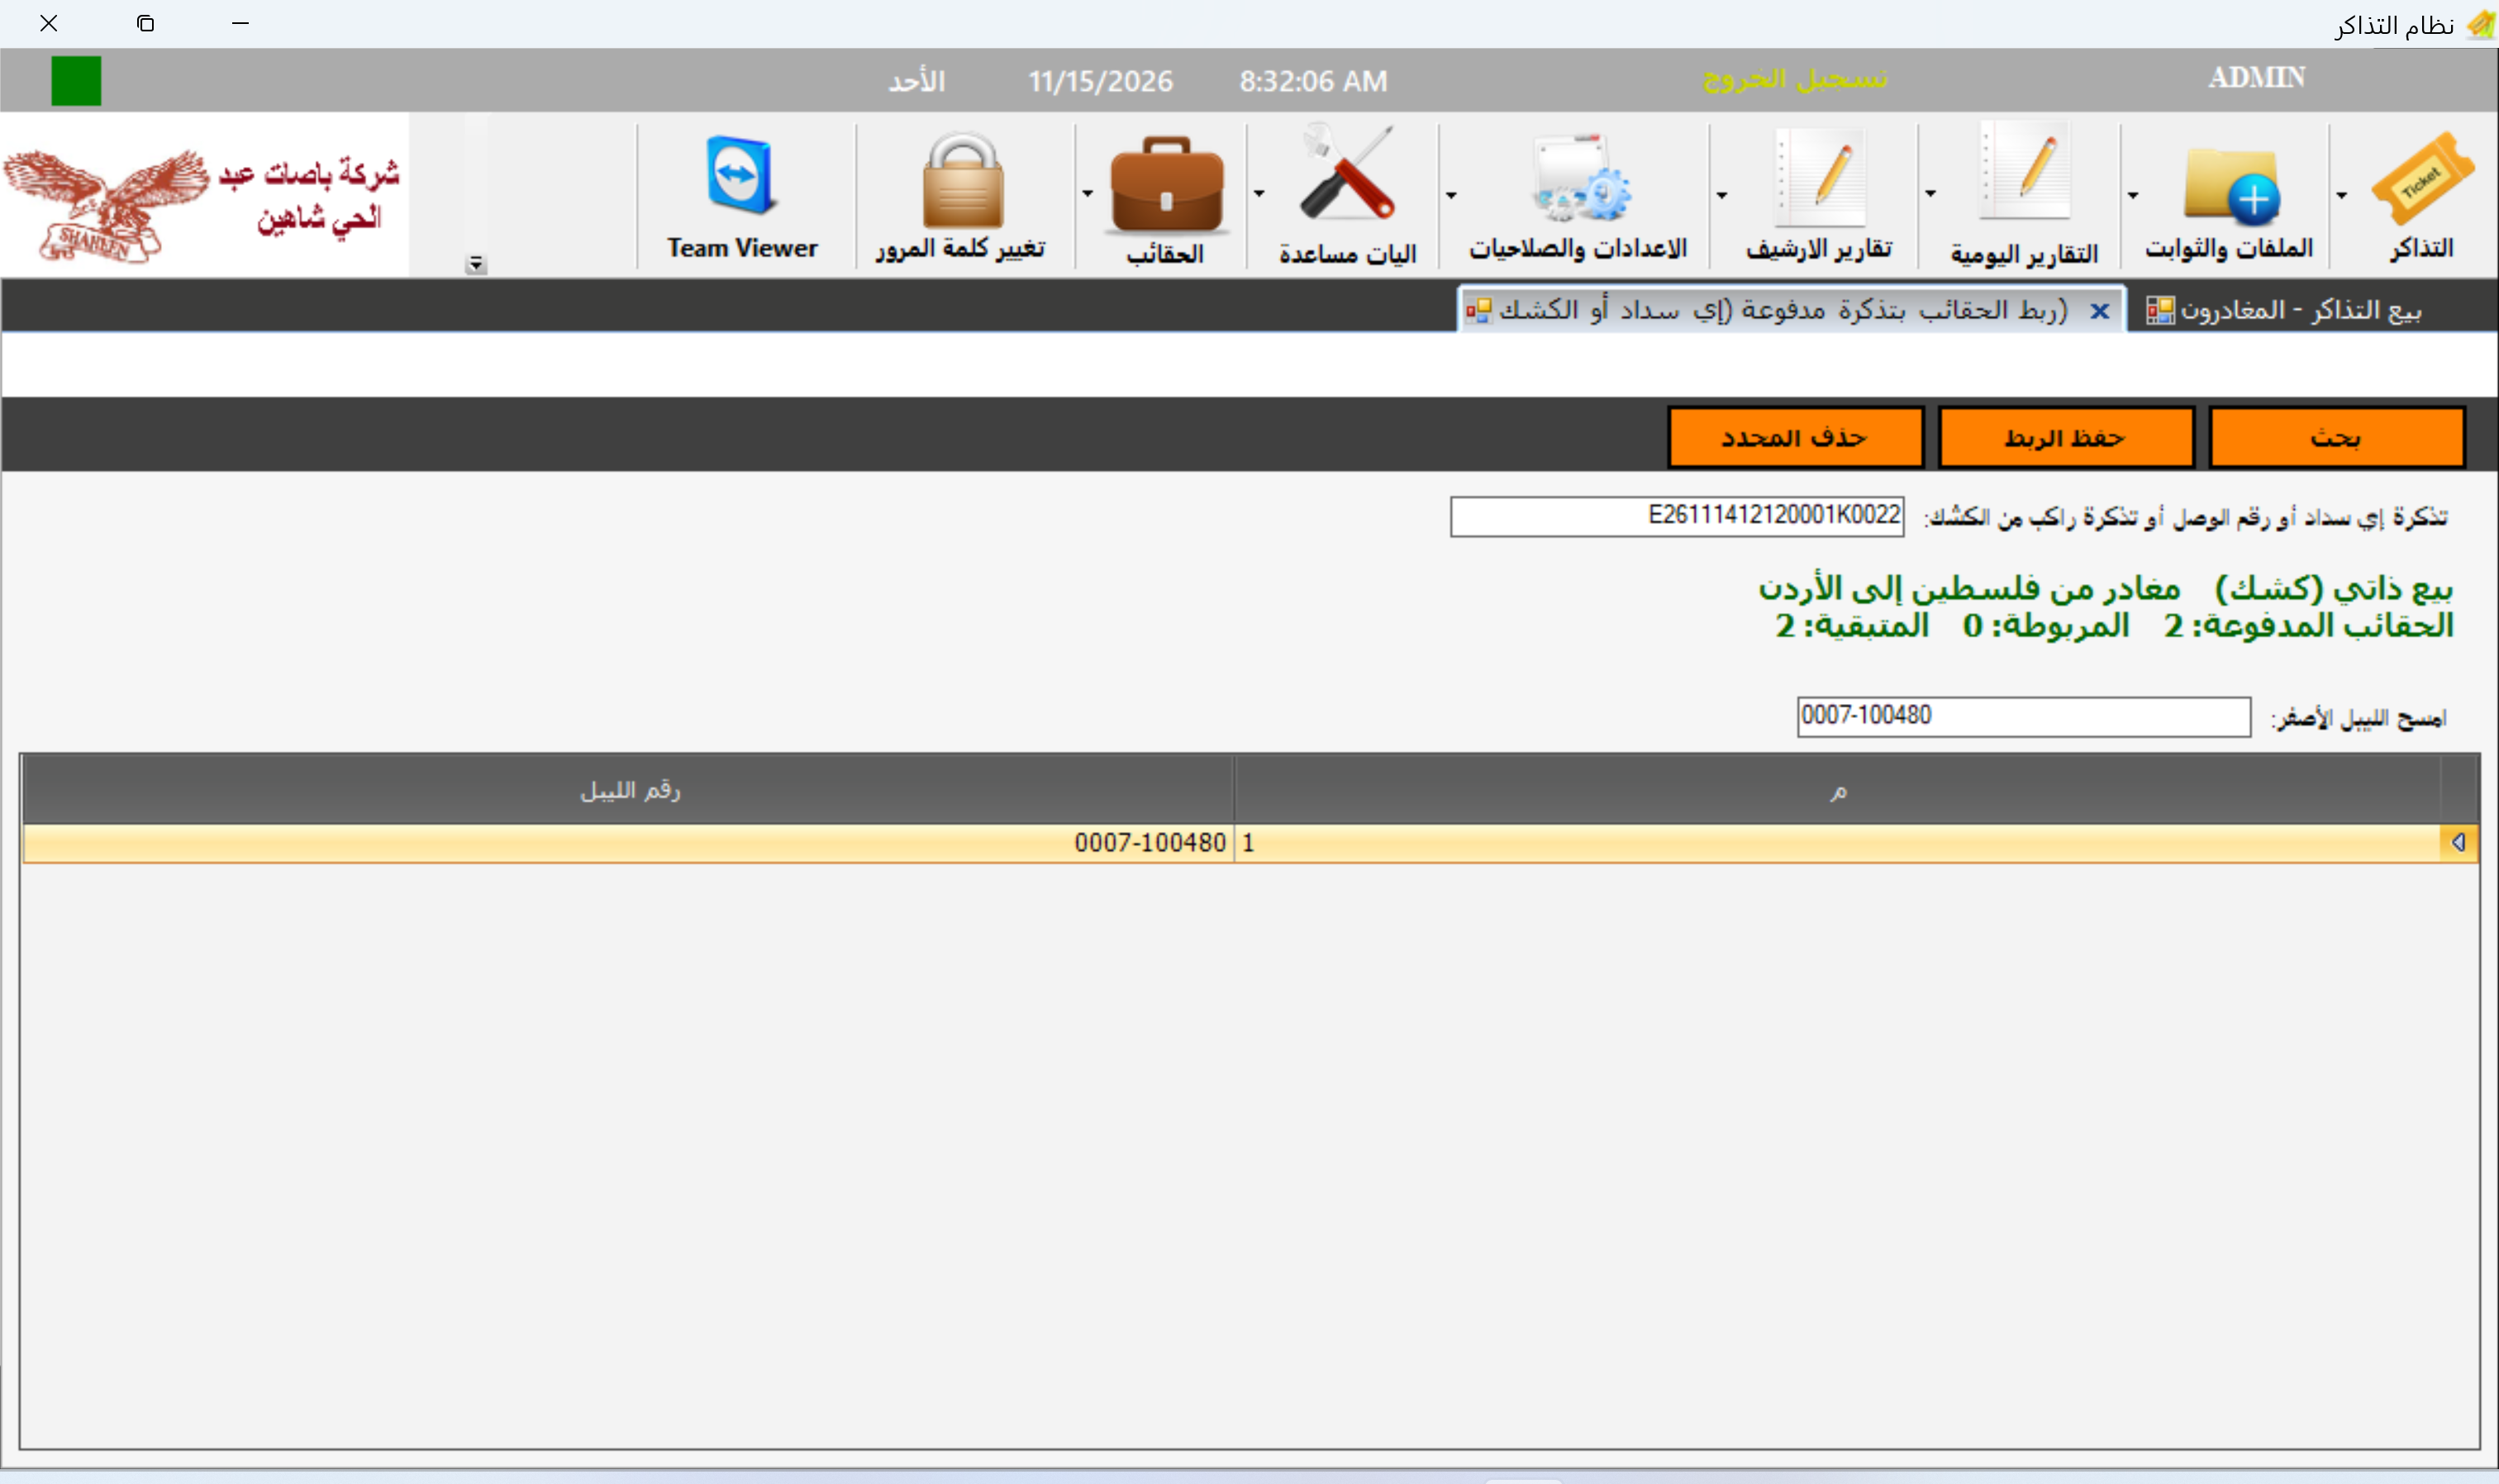 نظام التذاكر
ADMIN
تسجيل الخروج
8:32:06 AM
11/15/2026
الأحد
التذاكر
الملفات والثوابت
التقارير اليومية
تقارير الارشيف
الاعدادات والصلاحيات
اليات مساعدة
الحقائب
تغيير كلمة المرور
Team Viewer
شركة باصات عبد
الحي شاهين
SHAHEEN
Ticket
بيع التذاكر - المغادرون
ربط الحقائب بتذكرة مدفوعة (إي سداد أو الكشك)
بحث
حفظ الربط
حذف المحدد
تذكرة إي سداد أو رقم الوصل أو تذكرة راكب من الكشك:
E26111412120001K0022
بيع ذاتي (كشك) مغادر من فلسطين إلى الأردن
الحقائب المدفوعة: 2 المربوطة: 0 المتبقية: 2
امسح الليبل الأصفر:
0007-100480
م
رقم الليبل
1
0007-100480